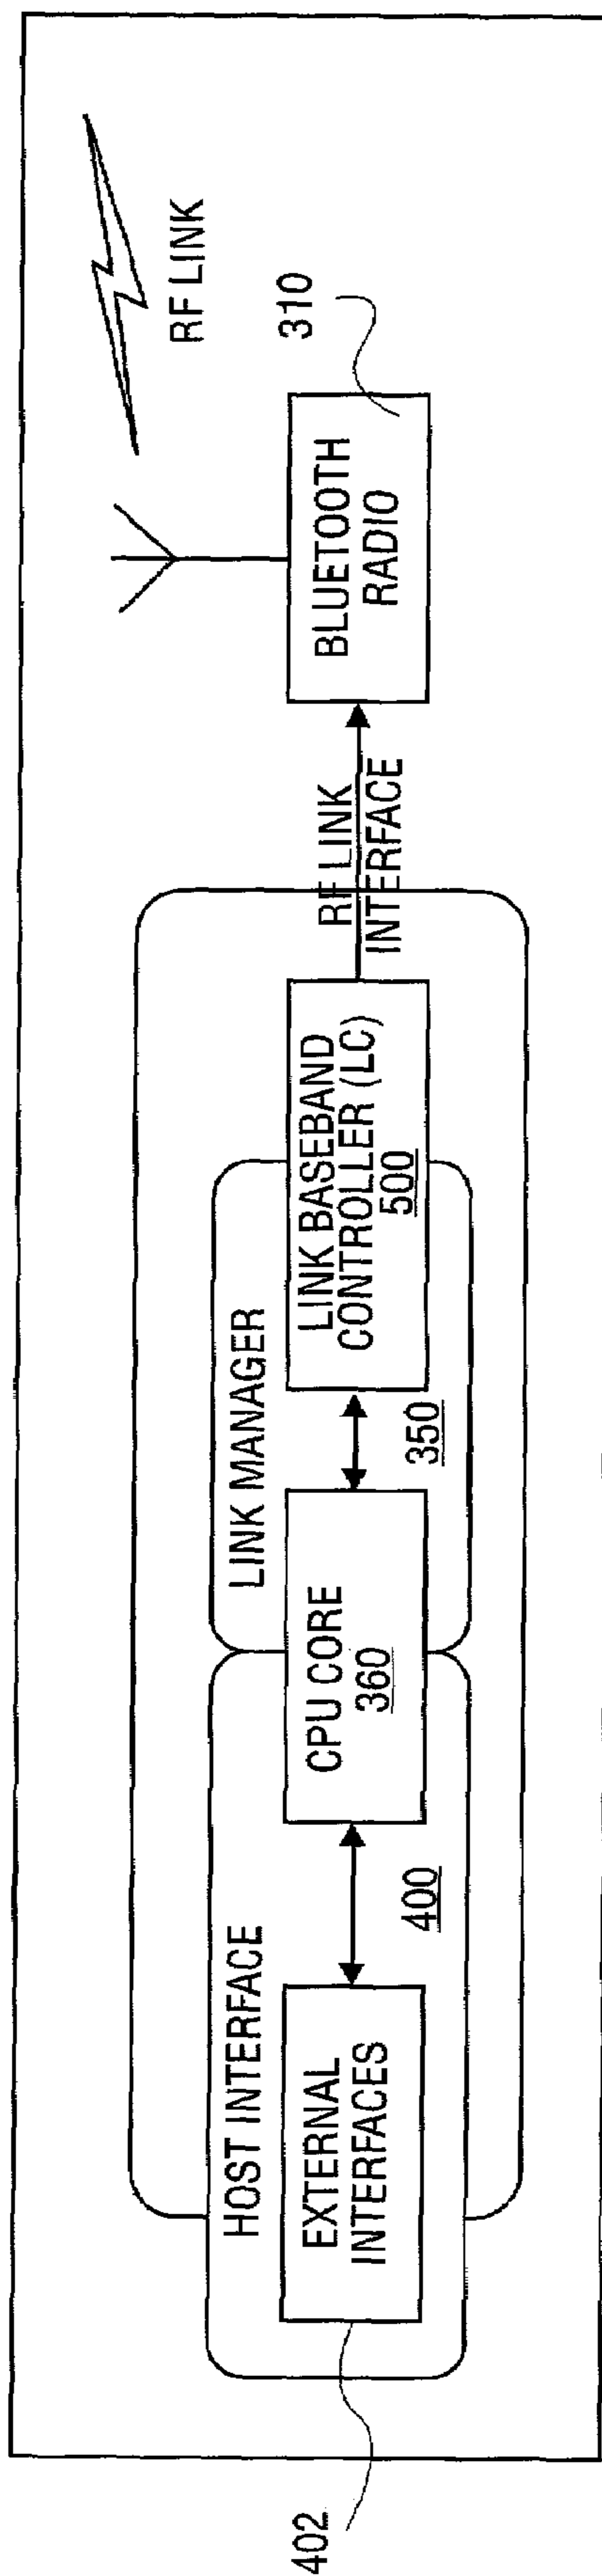 402
HOST INTERFACE
EXTERNAL
INTERFACES
400
CPU CORE
360
LINK MANAGER
350
LINK BASEBAND
CONTROLLER (LC)
500
RF LINK
INTERFACE
BLUETOOTH
RADIO
310
RF LINK